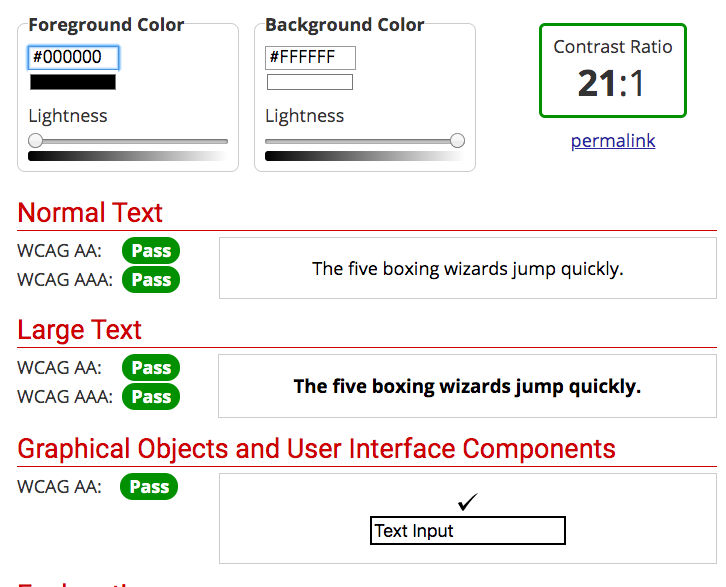 Foreground Color
#000000
Lightness
Background Color
#FFFFFF
Lightness
Contrast Ratio
21:1
permalink
Normal Text
WCAG AA: Pass
WCAG AAA: Pass
The five boxing wizards jump quickly.
Large Text
WCAG AA: Pass
WCAG AAA: Pass
The five boxing wizards jump quickly.
Graphical Objects and User Interface Components
WCAG AA: Pass
✓
Text Input